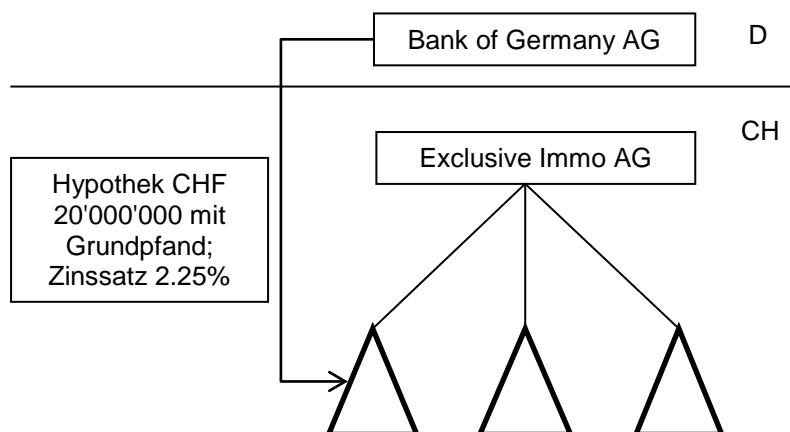 Bank of Germany AG
D
CH
Exclusive Immo AG
Hypothek CHF
20'000'000 mit
Grundpfand;
Zinssatz 2.25%